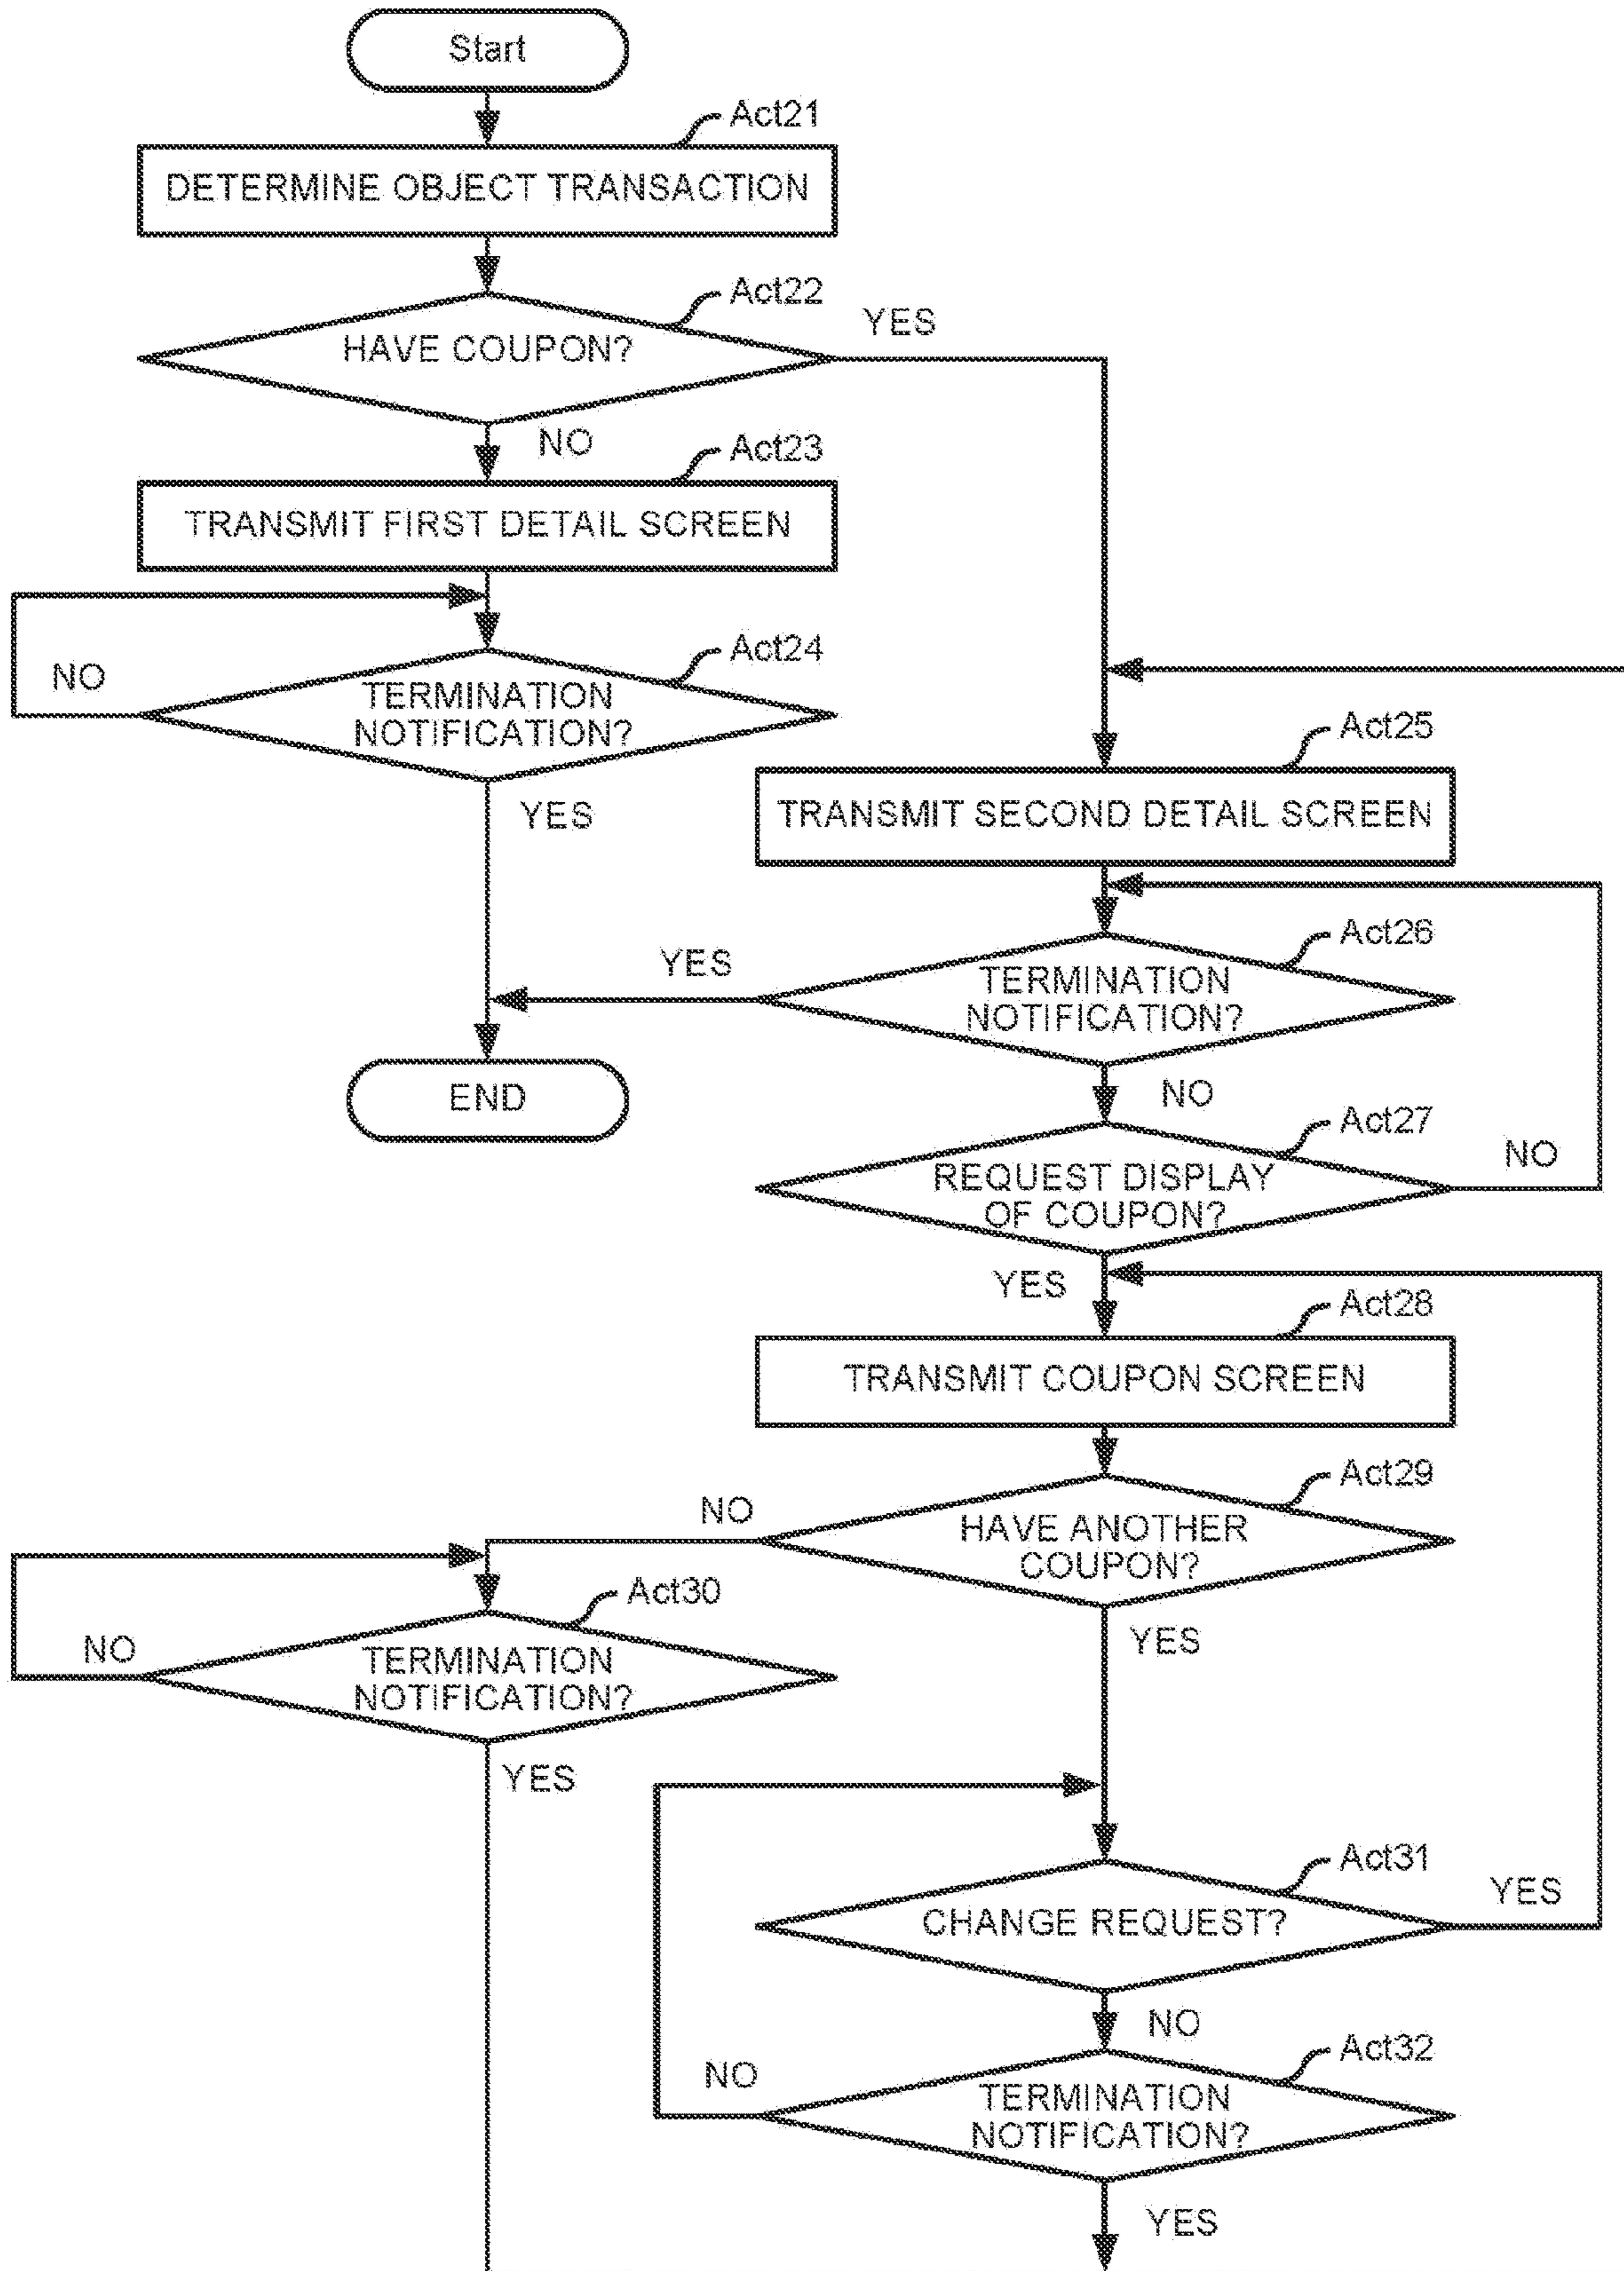 Start
Act21
DETERMINE OBJECT TRANSACTION
Act22
HAVE COUPON?
YES
NO
Act23
TRANSMIT FIRST DETAIL SCREEN
Act24
NO
TERMINATION
NOTIFICATION?
YES
Act25
TRANSMIT SECOND DETAIL SCREEN
Act26
YES
TERMINATION
NOTIFICATION?
END
NO
Act27
REQUEST DISPLAY
OF COUPON?
NO
YES
Act28
TRANSMIT COUPON SCREEN
Act29
NO
HAVE ANOTHER
COUPON?
Act30
YES
NO
TERMINATION
NOTIFICATION?
YES
Act31
CHANGE REQUEST?
YES
NO
Act32
NO
TERMINATION
NOTIFICATION?
YES